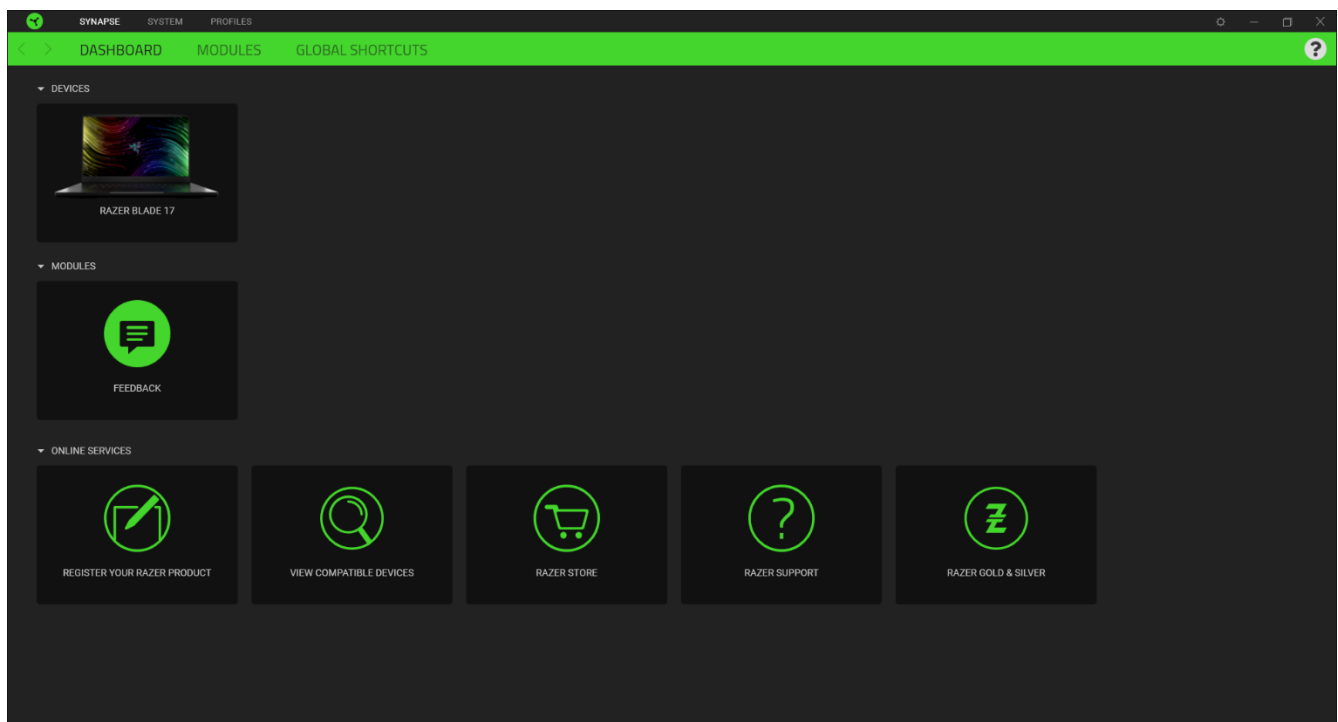 SYNAPSE SYSTEM PROFILES
DASHBOARD MODULES GLOBAL SHORTCUTS ?
DEVICES
RAZER BLADE 17
MODULES
FEEDBACK
ONLINE SERVICES
REGISTER YOUR RAZER PRODUCT
VIEW COMPATIBLE DEVICES
RAZER STORE
RAZER SUPPORT
RAZER GOLD & SILVER